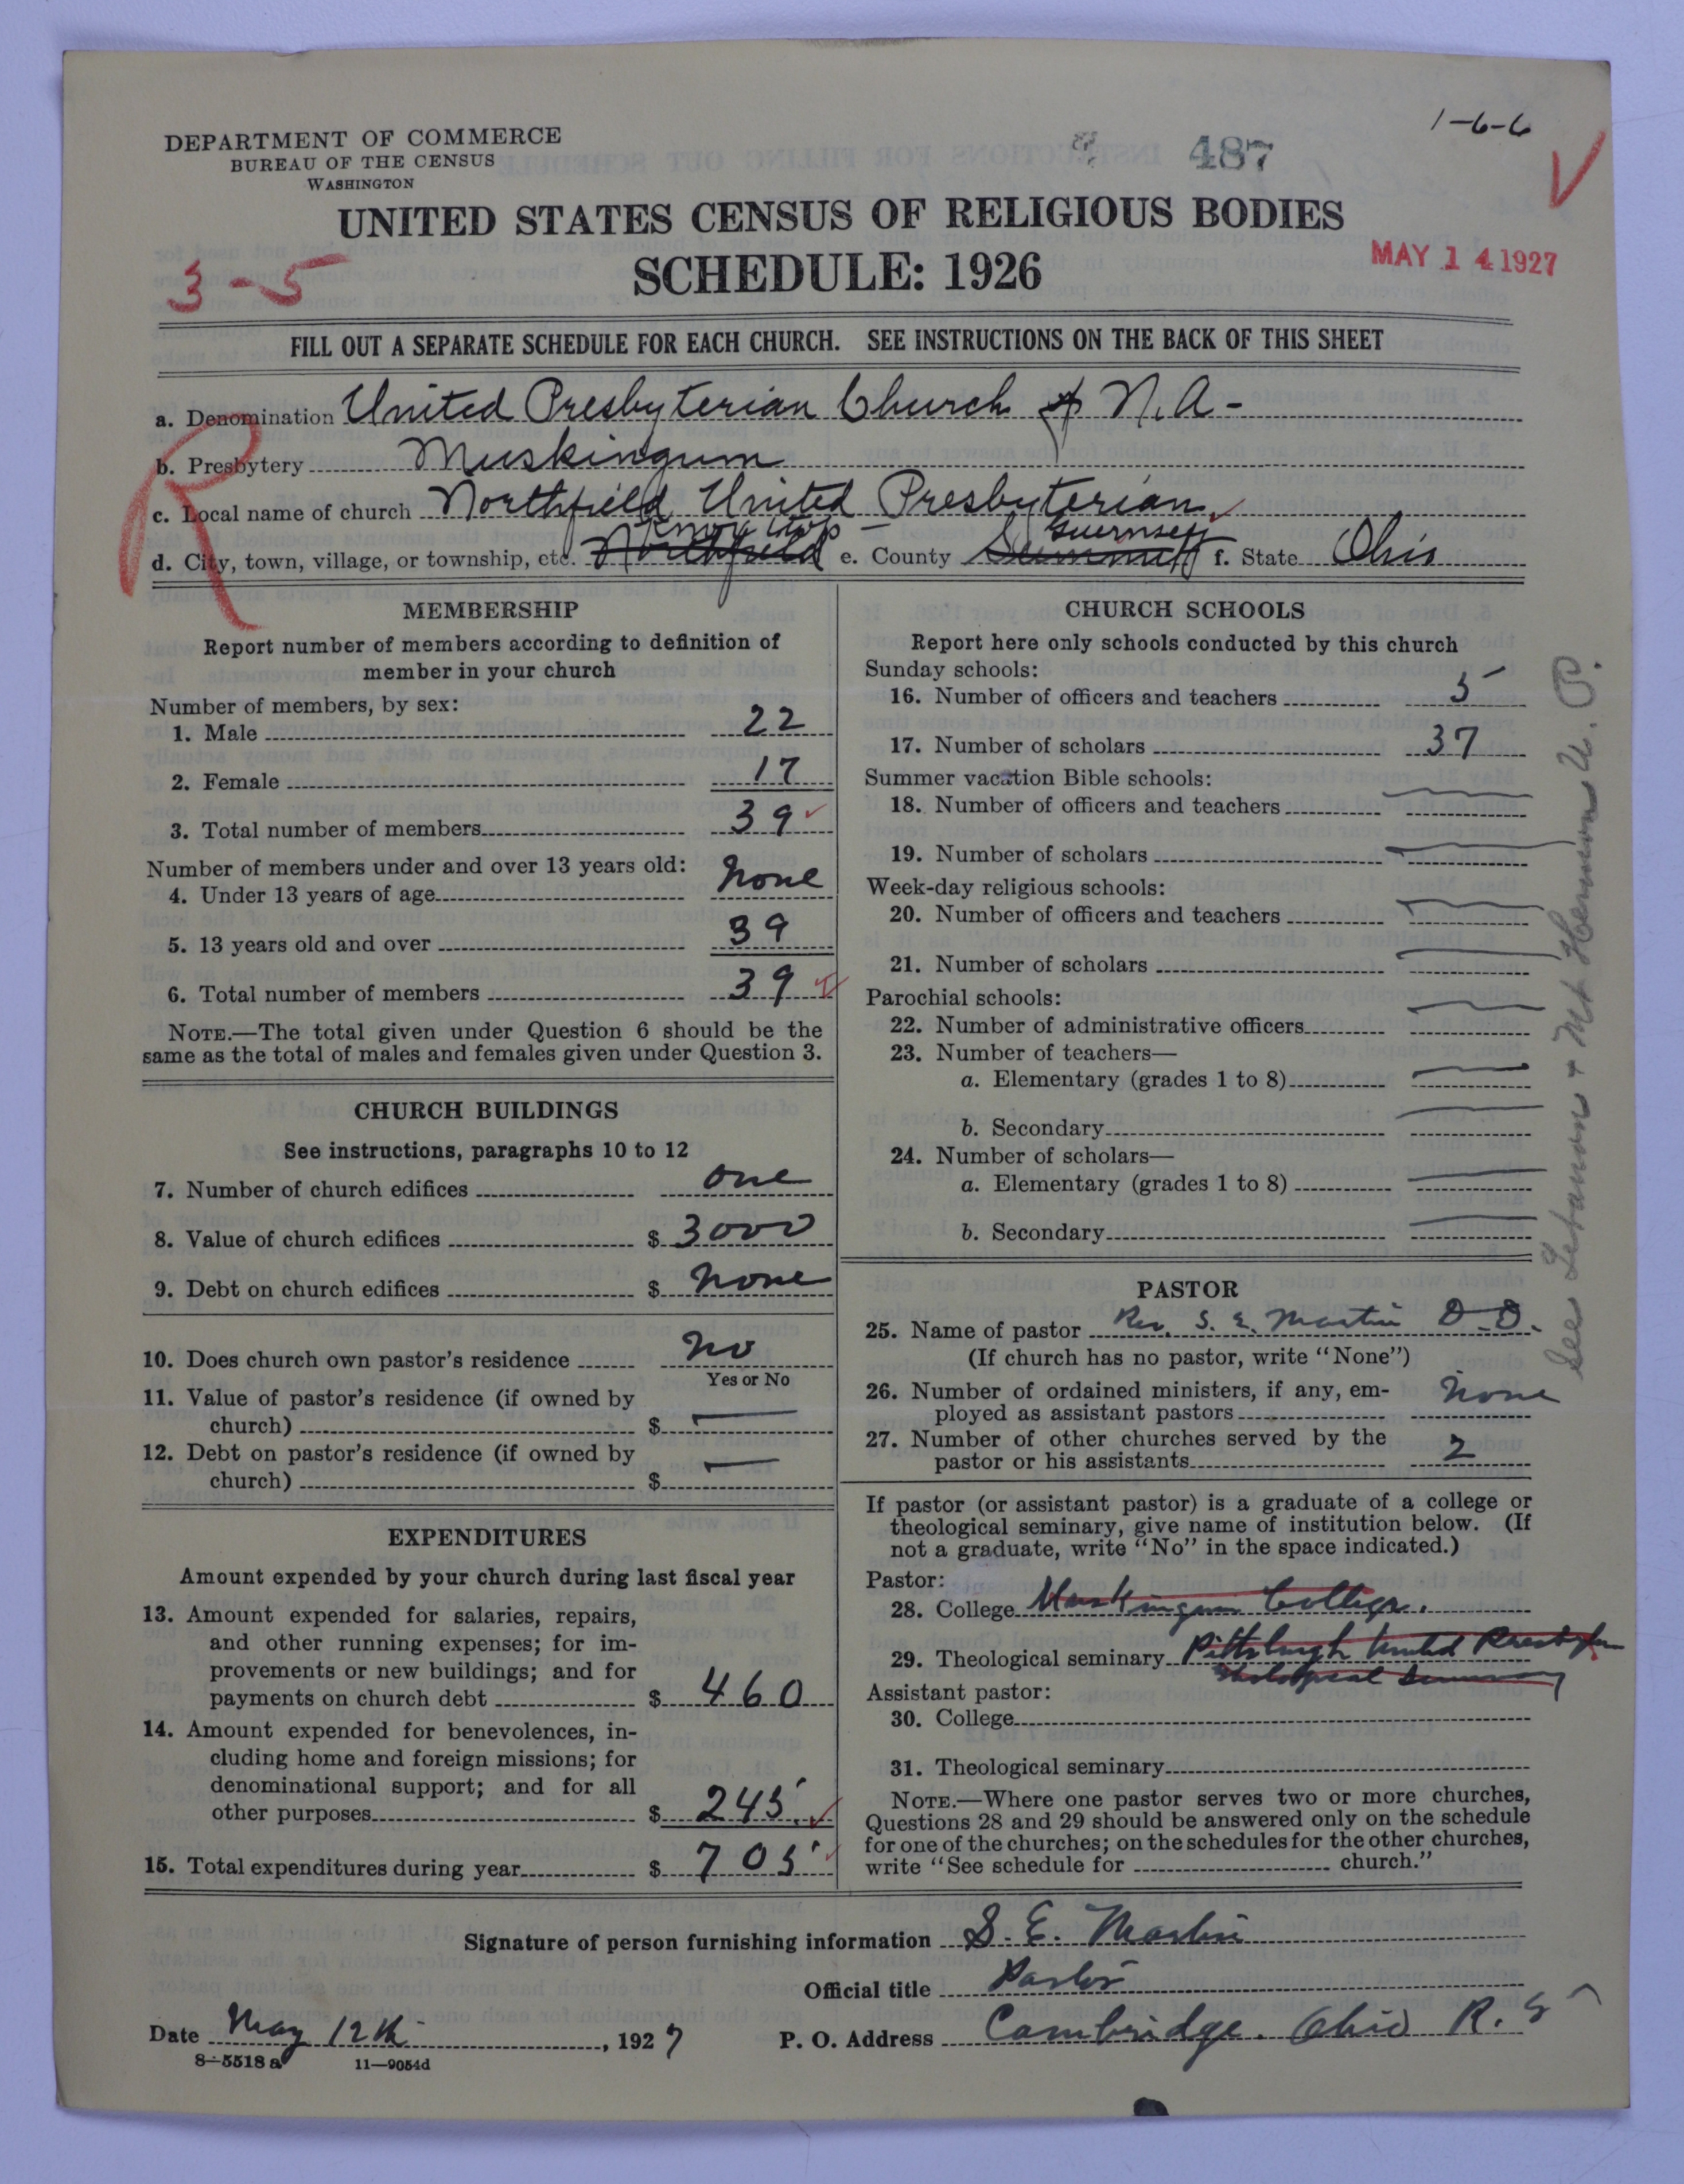 1-6-6
DEPARTMENT OF COMMERCE
BUREAU OF THE CENSUS
WASHINGTON
487
V
UNITED STATES CENSUS OF RELIGIOUS BODIES
SCHEDULE: 1926
MAY 14 1927
3-5
FILL OUT A SEPARATE SCHEDULE FOR EACH CHURCH. SEE INSTRUCTIONS ON THE BACK OF THIS SHEET
R
a. Denomination United Presbyterian Church of N.A-
b. Presbytery Muskingum
c. Local name of church Northfield United Presbyterian
Knox twp Guernsey
d. City, town, village, or township, etc. Northfield e. County Summit f. State Ohio
MEMBERSHIP
Report number of members according to definition of
member in your church
Number of members, by sex:
1. Male 22
2. Female 17
3. Total number of members 39
Number of members under and over 13 years old:
4. Under 13 years of age None
5. 13 years old and over 39
6. Total number of members 39
NOTE.—The total given under Question 6 should be the
same as the total of males and females given under Question 3.
CHURCH BUILDINGS
See instructions, paragraphs 10 to 12
7. Number of church edifices one
8. Value of church edifices $ 3000
9. Debt on church edifices $ None
10. Does church own pastor's residence No
Yes or No
11. Value of pastor's residence (if owned by
church) $ —
12. Debt on pastor's residence (if owned by
church) $ —
EXPENDITURES
Amount expended by your church during last fiscal year
13. Amount expended for salaries, repairs,
and other running expenses; for im-
provements or new buildings; and for
payments on church debt $ 460
14. Amount expended for benevolences, in-
cluding home and foreign missions; for
denominational support; and for all
other purposes $ 245
15. Total expenditures during year $ 705
CHURCH SCHOOLS
Report here only schools conducted by this church
Sunday schools:
16. Number of officers and teachers 5
17. Number of scholars 37
Summer vacation Bible schools:
18. Number of officers and teachers —
19. Number of scholars —
Week-day religious schools:
20. Number of officers and teachers —
21. Number of scholars —
Parochial schools:
22. Number of administrative officers —
23. Number of teachers—
a. Elementary (grades 1 to 8) —
b. Secondary —
24. Number of scholars—
a. Elementary (grades 1 to 8) —
b. Secondary —
PASTOR
25. Name of pastor Rev. S. E. Martin D.D.
(If church has no pastor, write "None")
26. Number of ordained ministers, if any, em-
ployed as assistant pastors None
27. Number of other churches served by the
pastor or his assistants 2
If pastor (or assistant pastor) is a graduate of a college or
theological seminary, give name of institution below. (If
not a graduate, write "No" in the space indicated.)
Pastor:
28. College Muskingum College.
29. Theological seminary Pittsburgh United Presbyterian
Theological Seminary
Assistant pastor:
30. College
31. Theological seminary
NOTE.—Where one pastor serves two or more churches,
Questions 28 and 29 should be answered only on the schedule
for one of the churches; on the schedules for the other churches,
write "See schedule for church."
See Lebanon + Mt Hermon U. P.
Signature of person furnishing information S. E. Martin
Official title Pastor
Date May 12th, 1927 P. O. Address Cambridge. Ohio R. 8
8-5518 a 11—9054d